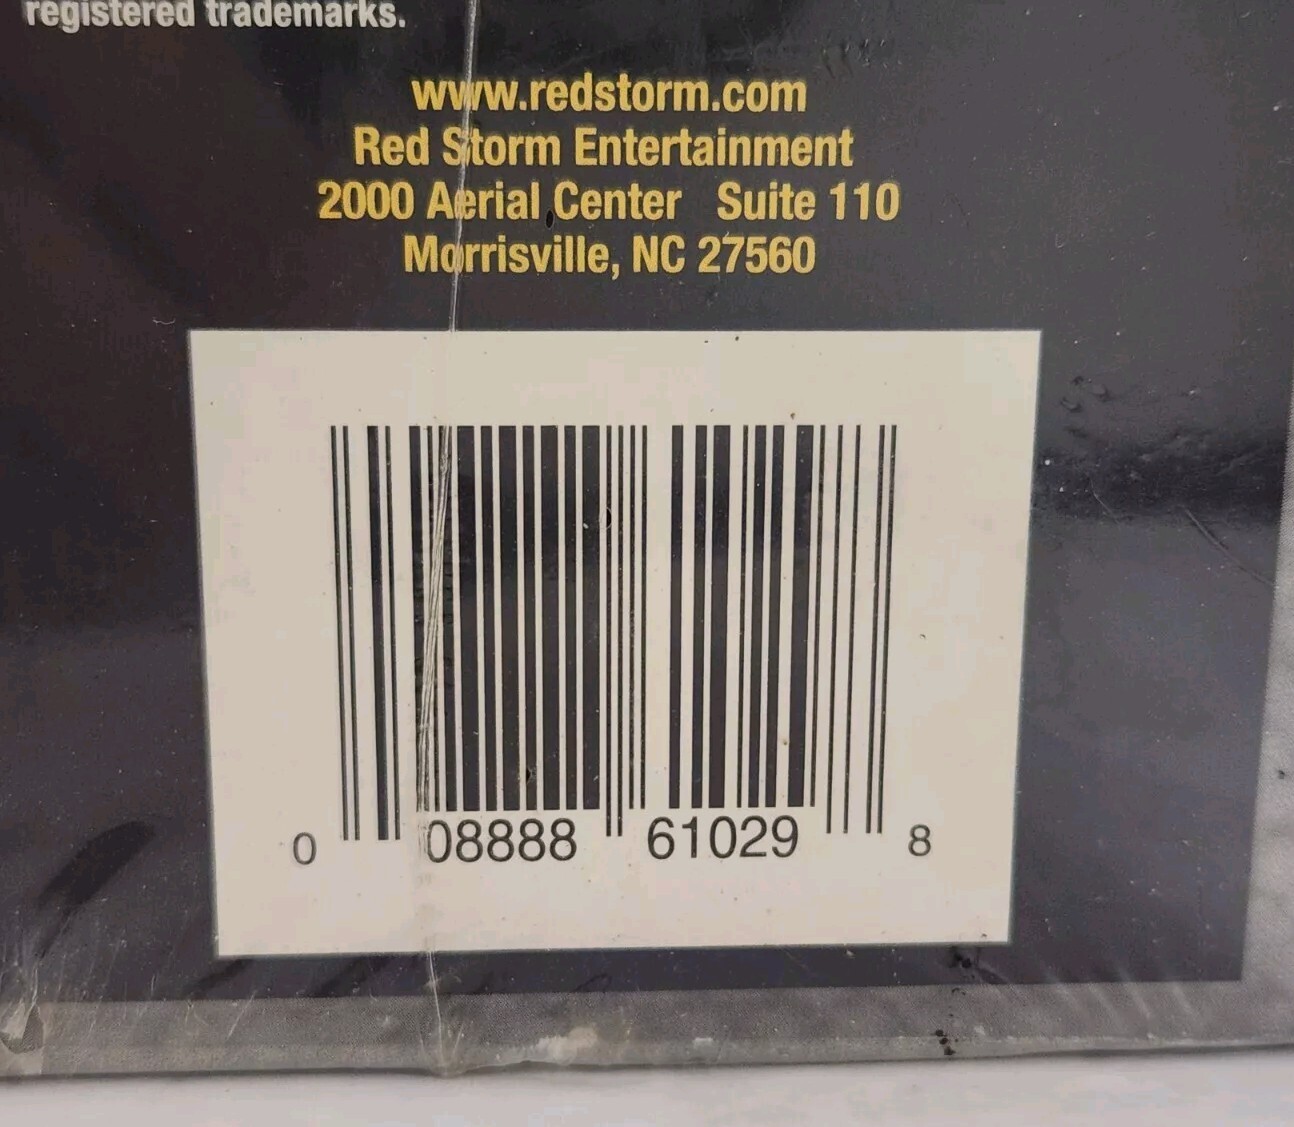 registered trademarks.
www.redstorm.com
Red Storm Entertainment
2000 Aerial Center Suite 110
Morrisville, NC 27560
0 08888 61029 8